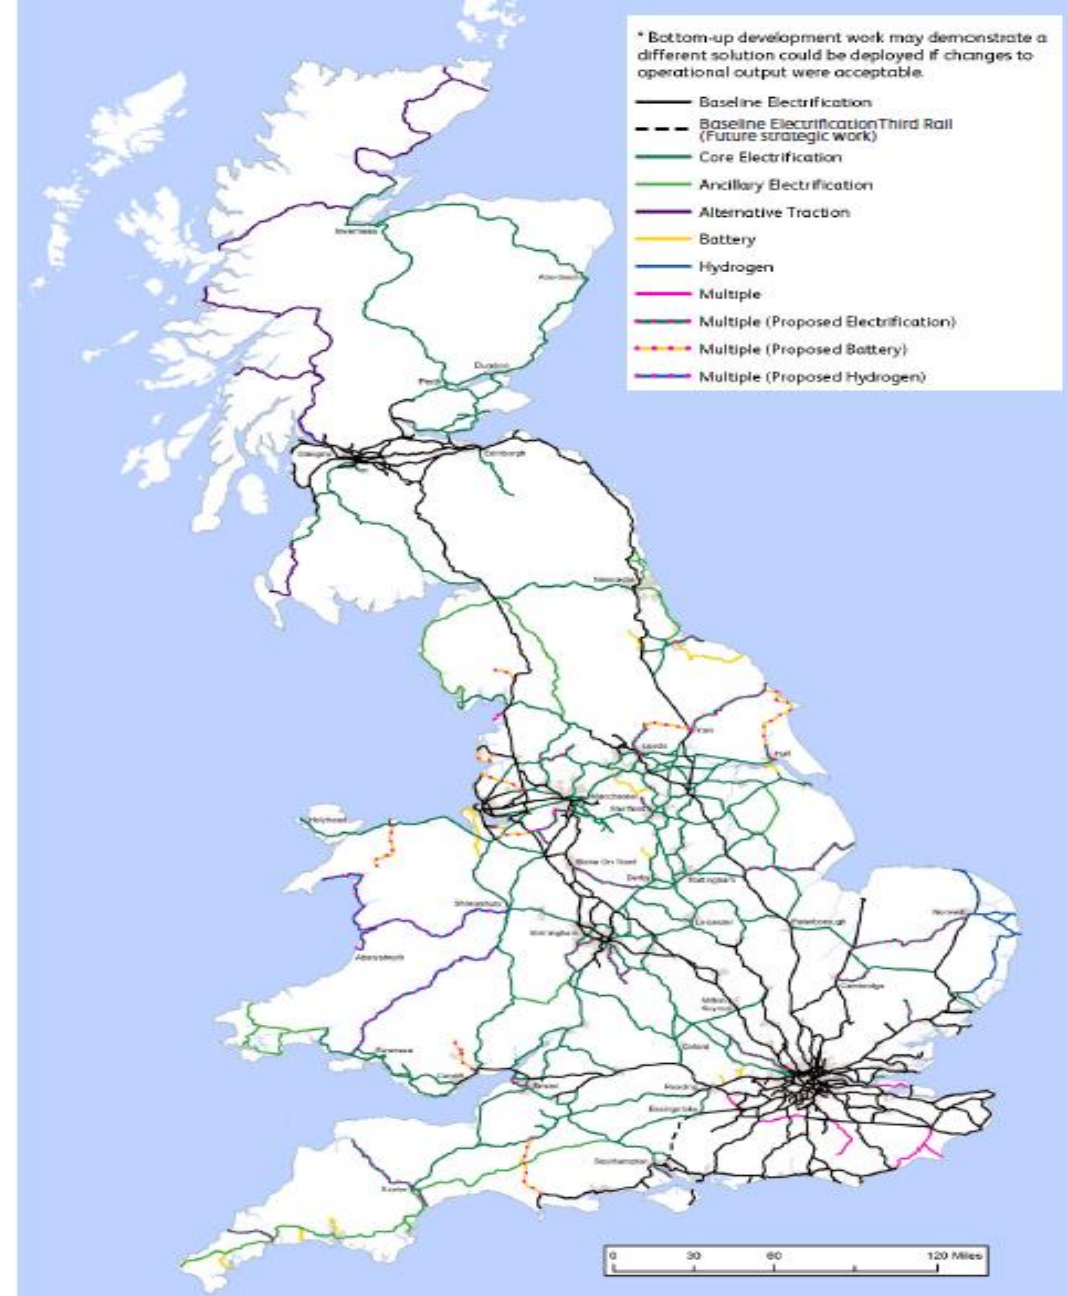 * Bottom-up development work may demonstrate a
different solution could be deployed if changes to
operational output were acceptable.
Baseline Electrification
Baseline ElectrificationThird Rail
(Future strategic work)
Core Electrification
Ancillary Electrification
Alternative Traction
Battery
Hydrogen
Multiple
Multiple (Proposed Electrification)
Multiple (Proposed Battery)
Multiple (Proposed Hydrogen)
Inverness
Aberdeen
Dundee
Perth
Glasgow
Edinburgh
Newcastle
York
Leeds
Hull
Manchester
Sheffield
Holyhead
Stoke On Trent
Derby
Nottingham
Shrewsbury
Leicester
Peterborough
Norwich
Birmingham
Aberystwyth
Cambridge
Milton
Keynes
Oxford
Swansea
Cardiff
Bristol
Reading
Basingstoke
Southampton
Exeter
0 30 60 120 Miles